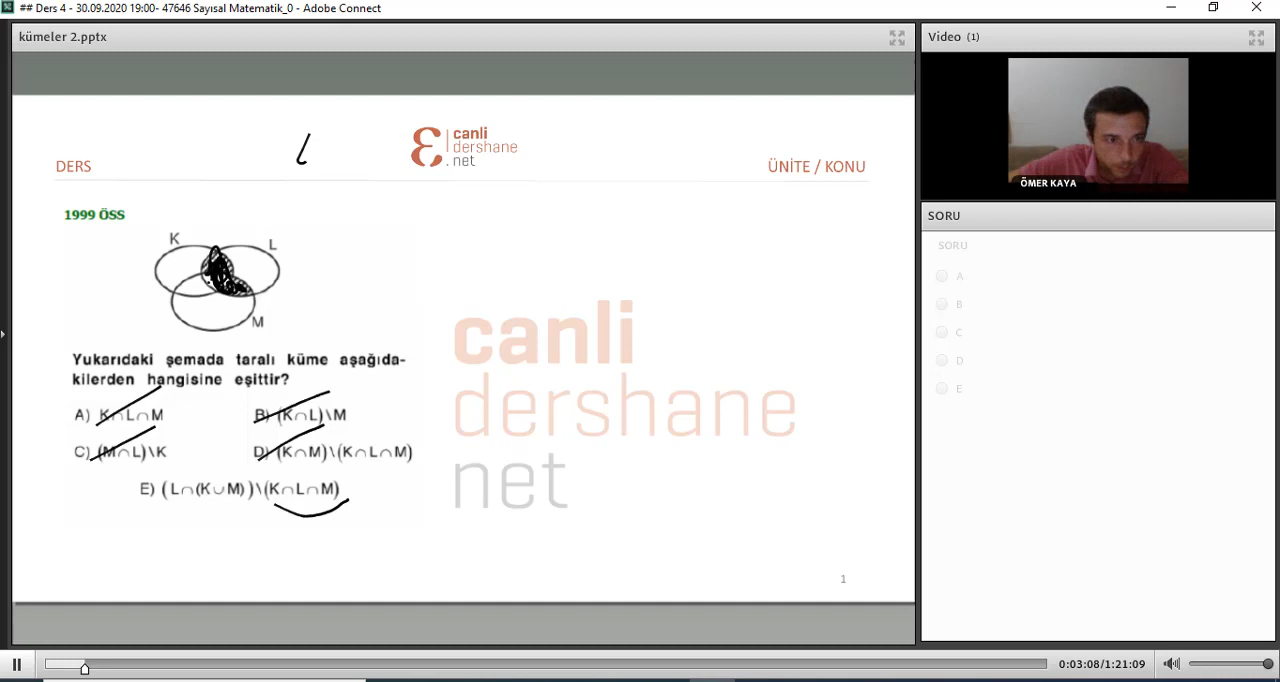 ## Ders 4 - 30.09.2020 19:00- 47646 Sayısal Matematik_0 - Adobe Connect
kümeler 2.pptx
Video (1)
canli
dershane
.net
DERS
ÜNİTE / KONU
ÖMER KAYA
1999 ÖSS
K
L
M
Yukarıdaki şemada taralı küme aşağıda-
kilerden hangisine eşittir?
A) K∩L∩M B) (K∩L)\M
C) (M∩L)\K D) (K∩M)\(K∩L∩M)
E) (L∩(K∪M))\(K∩L∩M)
canli
dershane
net
1
SORU
SORU
A
B
C
D
E
0:03:08/1:21:09